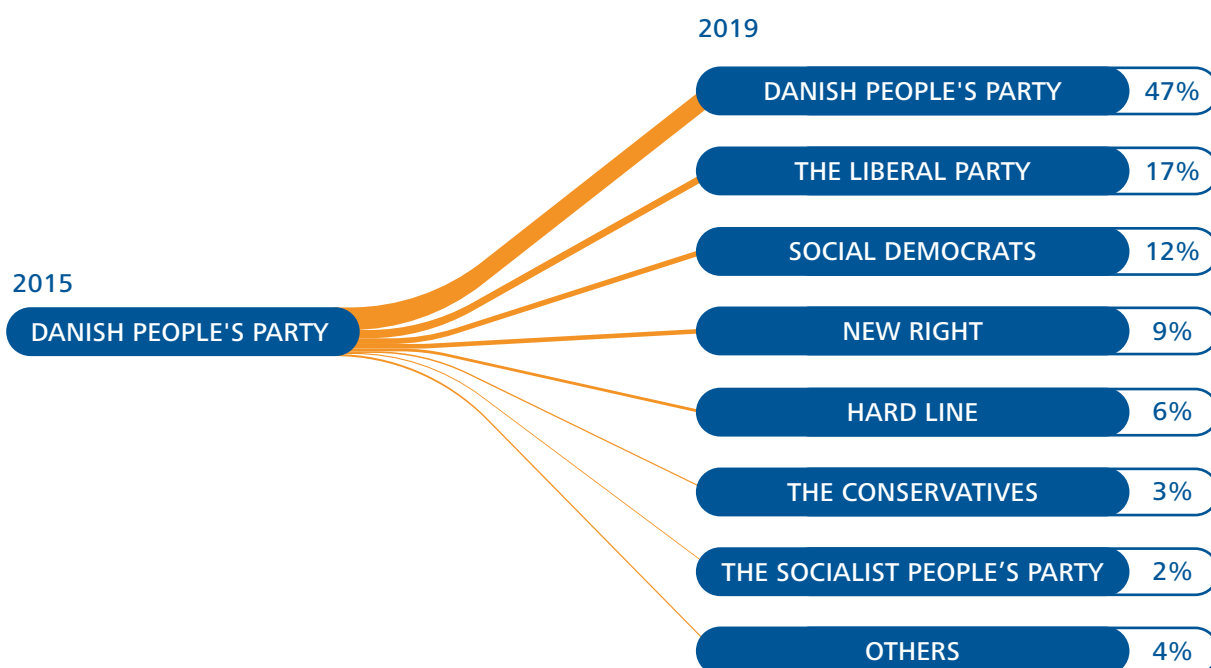 2019
DANISH PEOPLE'S PARTY 47%
THE LIBERAL PARTY 17%
SOCIAL DEMOCRATS 12%
2015
DANISH PEOPLE'S PARTY
NEW RIGHT 9%
HARD LINE 6%
THE CONSERVATIVES 3%
THE SOCIALIST PEOPLE’S PARTY 2%
OTHERS 4%